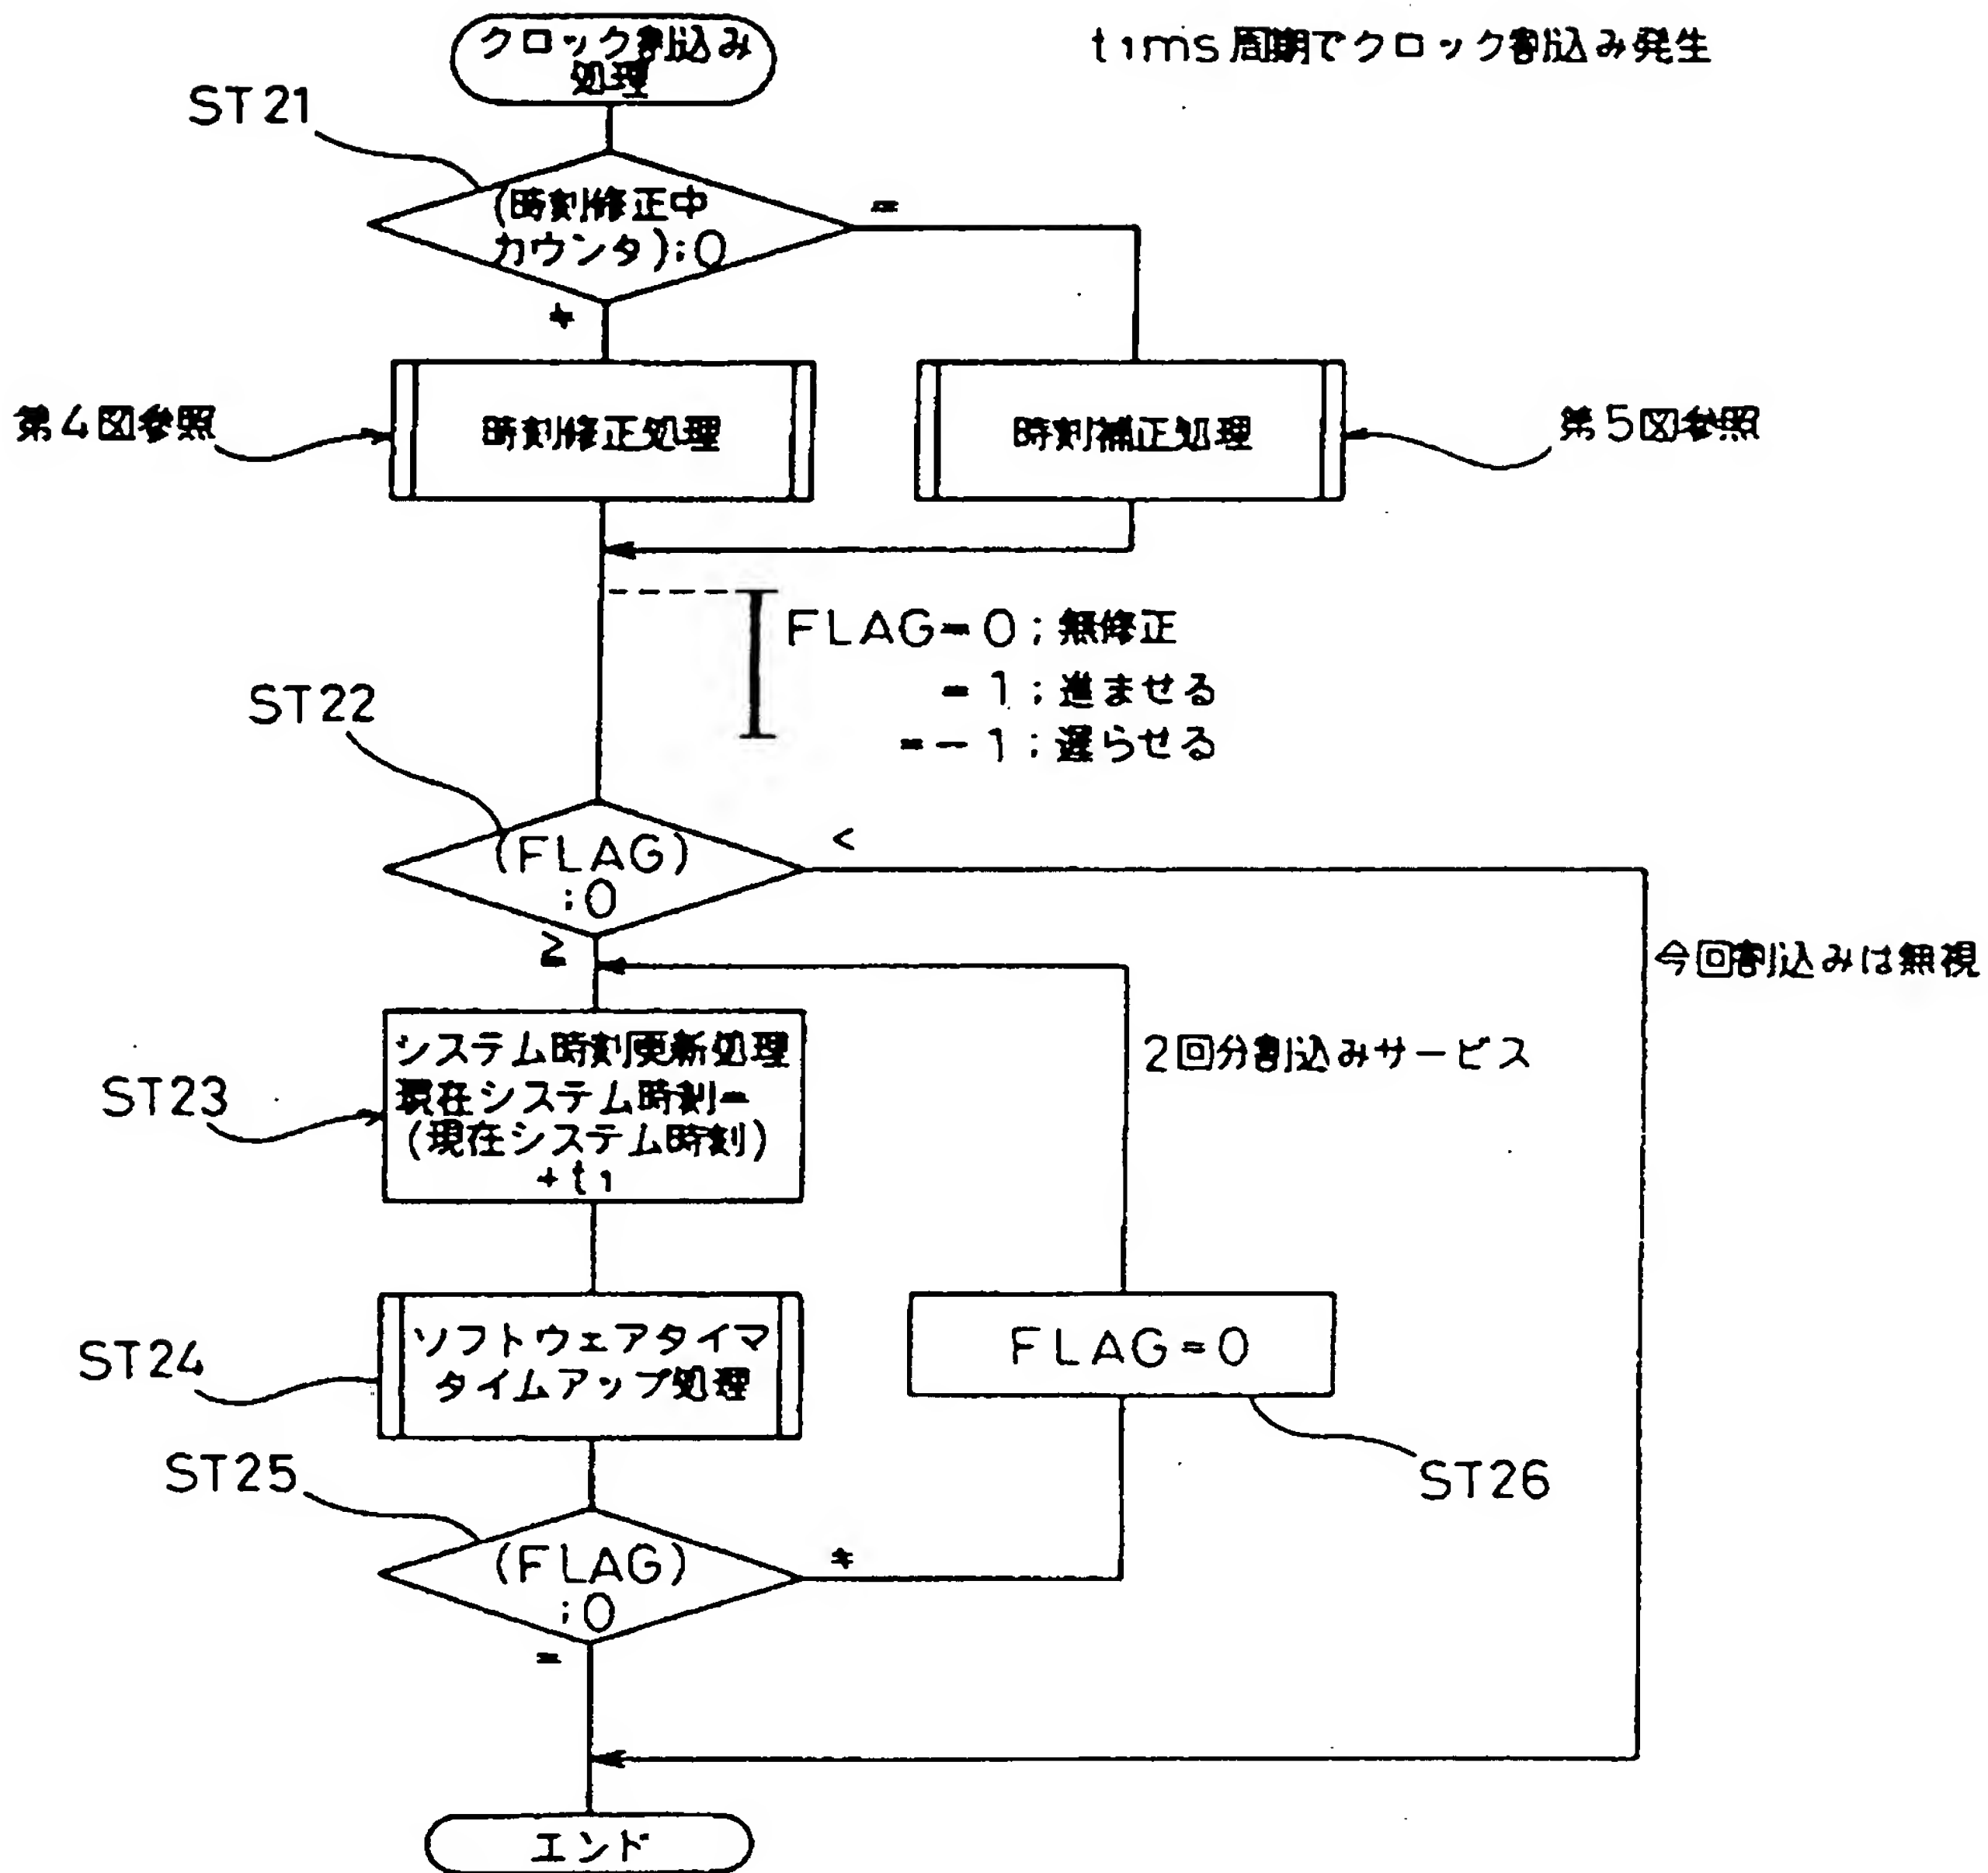 クロック割込み
処理
t₁ms周期でクロック割込み発生
ST21
(時刻修正中
カウンタ);0
=
≠
第4図参照
時刻修正処理
時刻補正処理
第5図参照
FLAG=0;無修正
=1;進ませる
=-1;遅らせる
ST22
(FLAG)
;0
<
≥
今回割込みは無視
システム時刻更新処理
現在システム時刻=
(現在システム時刻)
+t₁
ST23
2回分割込みサービス
ソフトウェアタイマ
タイムアップ処理
ST24
FLAG=0
ST26
ST25
(FLAG)
;0
≠
=
エンド